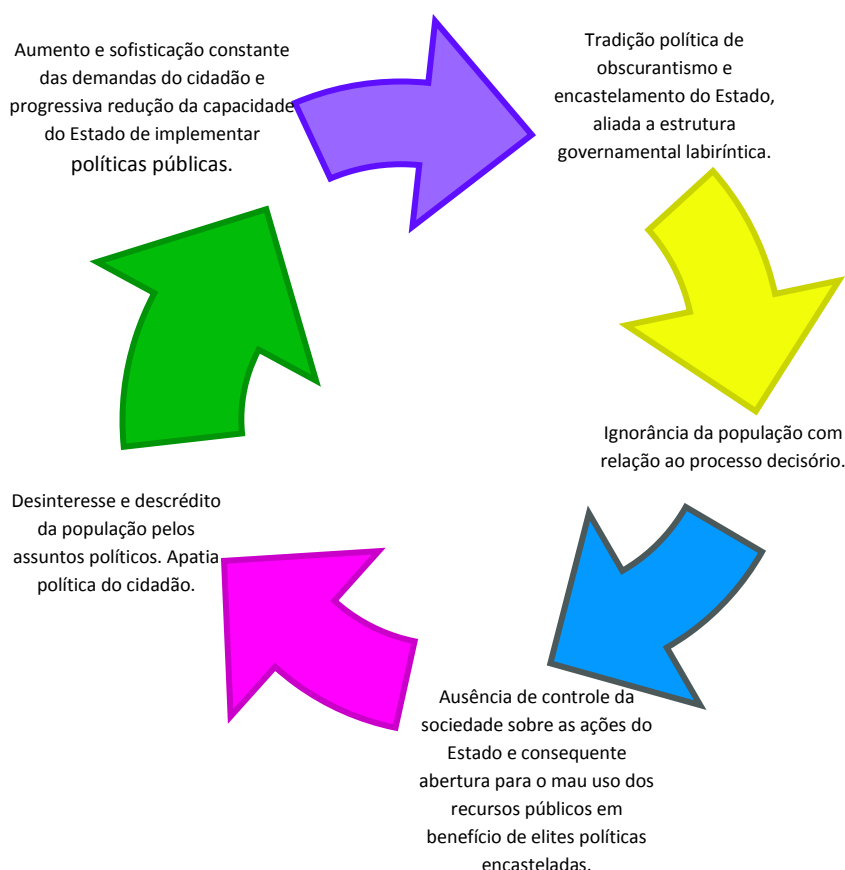 Aumento e sofisticação constante
das demandas do cidadão e
progressiva redução da capacidade
do Estado de implementar
políticas públicas.
Tradição política de
obscurantismo e
encastelamento do Estado,
aliada a estrutura
governamental labiríntica.
Ignorância da população com
relação ao processo decisório.
Ausência de controle da
sociedade sobre as ações do
Estado e consequente
abertura para o mau uso dos
recursos públicos em
benefício de elites políticas
encasteladas.
Desinteresse e descrédito
da população pelos
assuntos políticos. Apatia
política do cidadão.